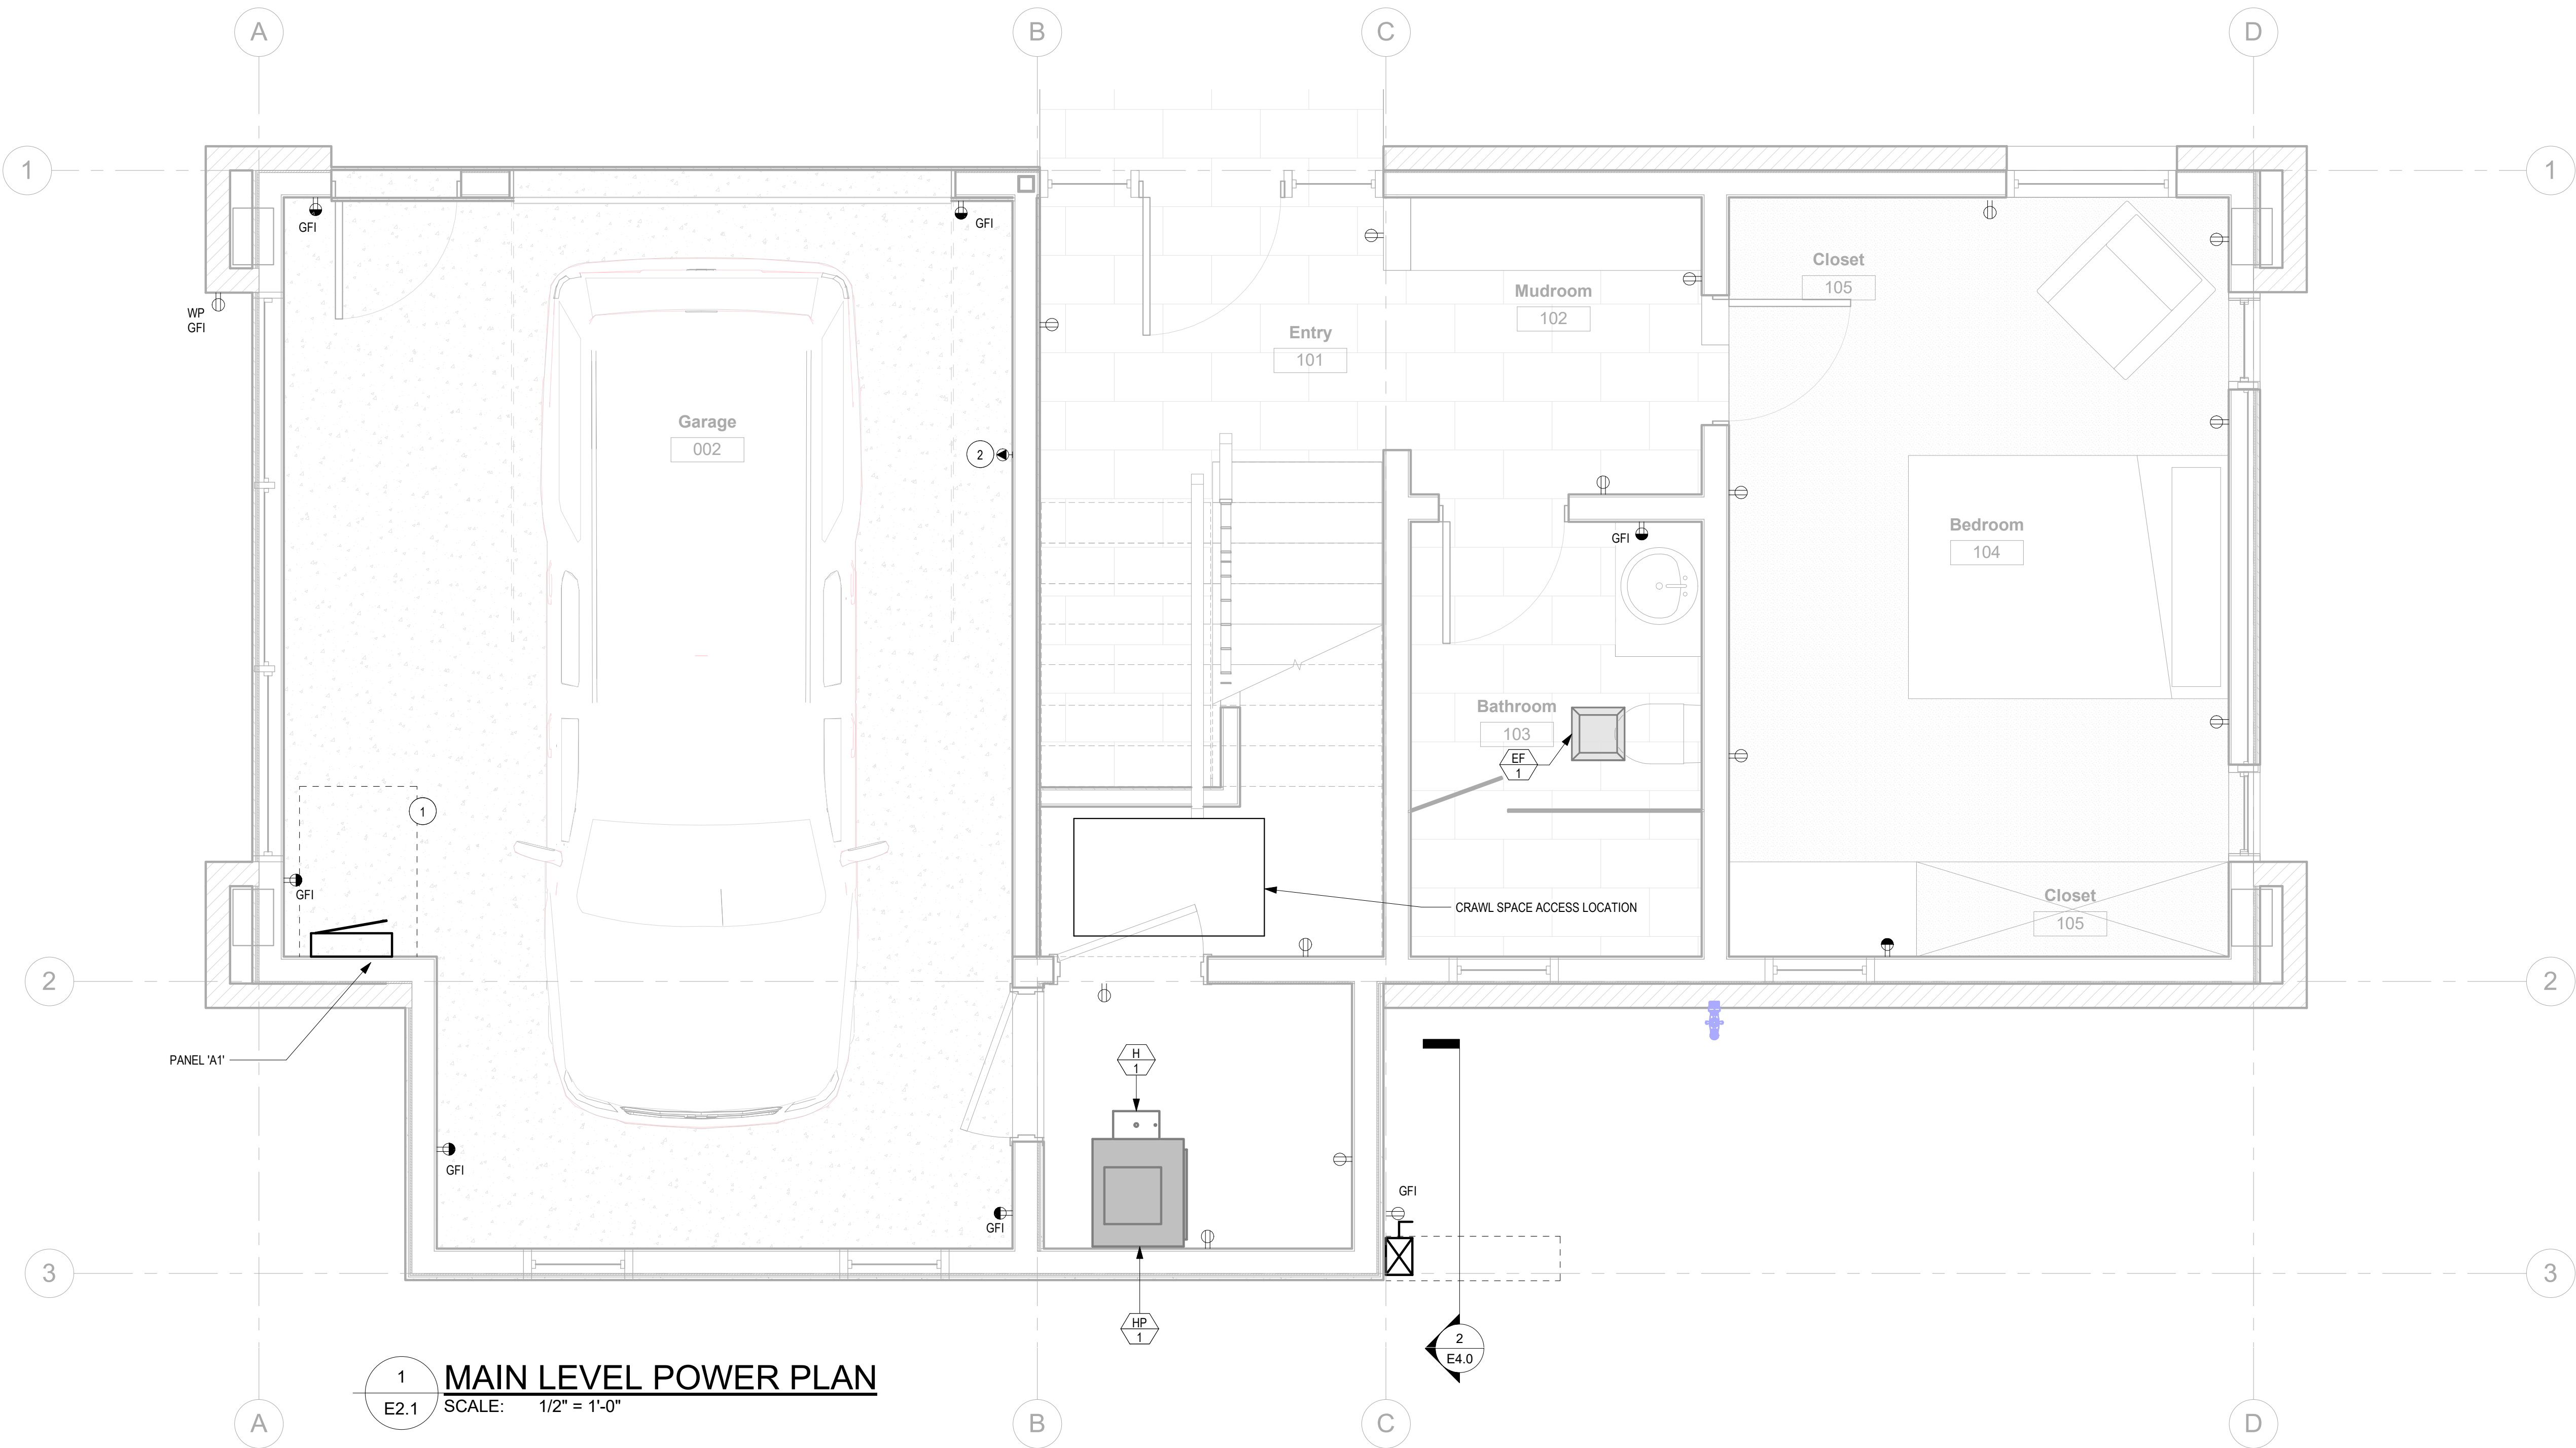 A
B
C
D
1
1
GFI
GFI
WP
GFI
Closet
105
Mudroom
102
Entry
101
Garage
002
2
GFI
Bedroom
104
Bathroom
103
EF
1
1
GFI
Closet
105
CRAWL SPACE ACCESS LOCATION
2
2
PANEL 'A1'
H
1
GFI
GFI
GFI
3
3
HP
1
2
E4.0
1
E2.1
MAIN LEVEL POWER PLAN
SCALE: 1/2" = 1'-0"
A
B
C
D